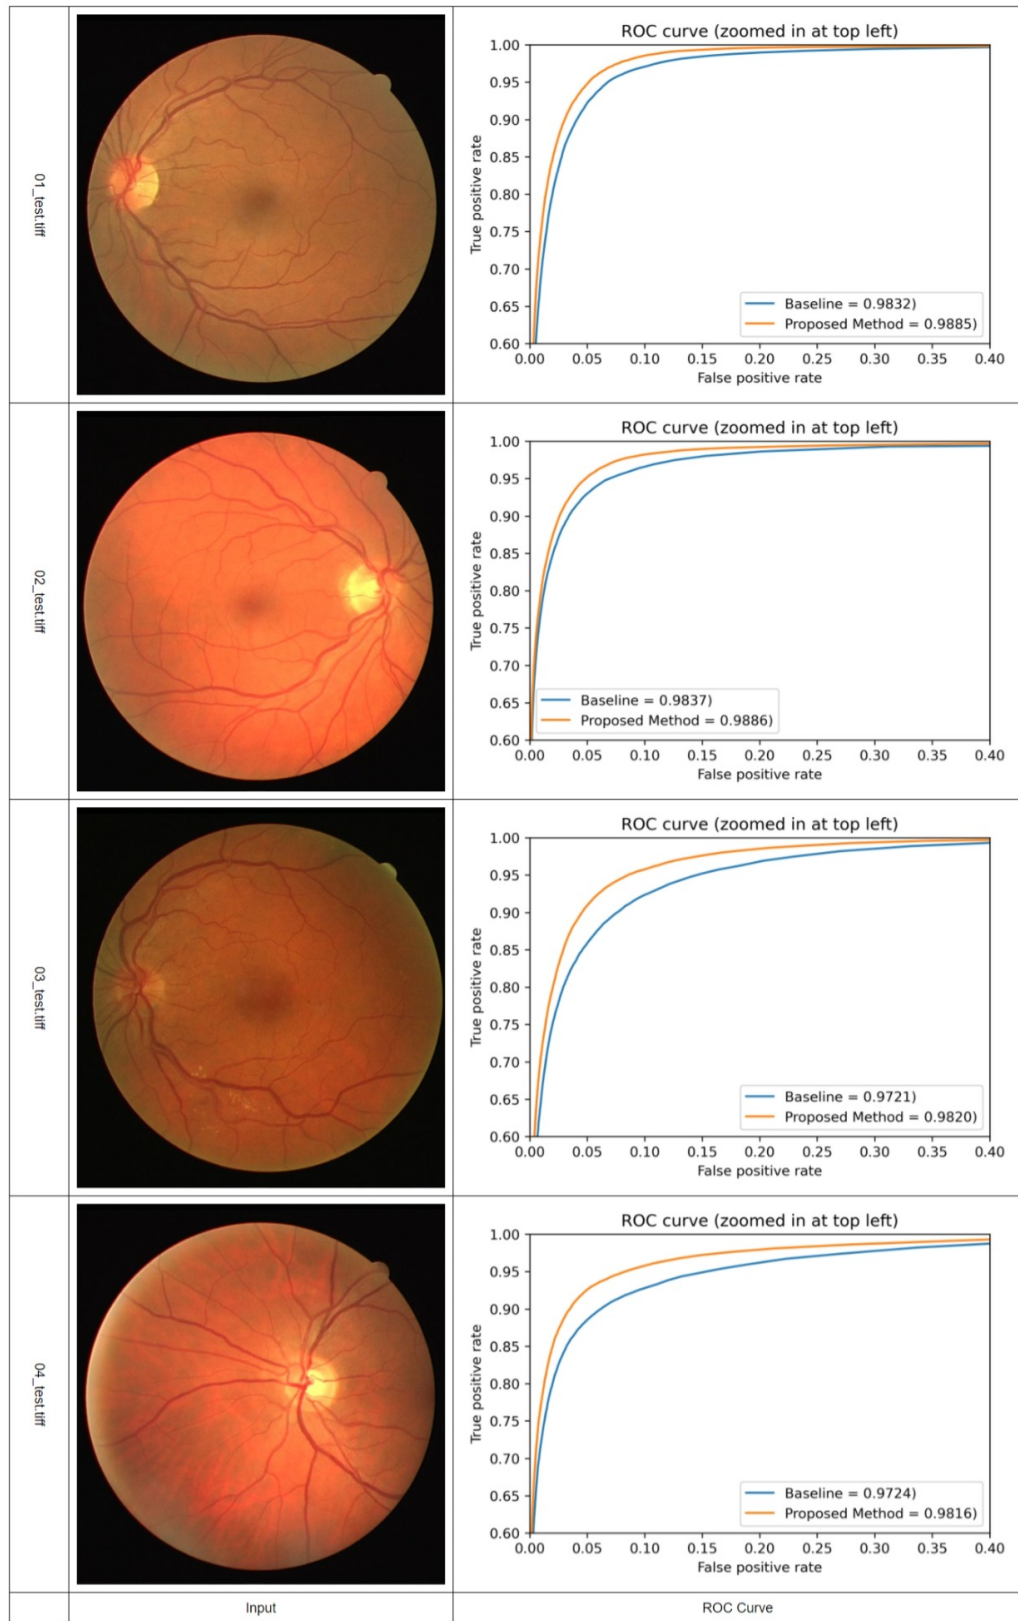 01_test.tiff
ROC curve (zoomed in at top left)
1.00
0.95
0.90
0.85
0.80
0.75
0.70
0.65
0.60
True positive rate
Baseline = 0.9832)
Proposed Method = 0.9885)
0.00 0.05 0.10 0.15 0.20 0.25 0.30 0.35 0.40
False positive rate
02_test.tiff
ROC curve (zoomed in at top left)
1.00
0.95
0.90
0.85
0.80
0.75
0.70
0.65
0.60
True positive rate
Baseline = 0.9837)
Proposed Method = 0.9886)
0.00 0.05 0.10 0.15 0.20 0.25 0.30 0.35 0.40
False positive rate
03_test.tiff
ROC curve (zoomed in at top left)
1.00
0.95
0.90
0.85
0.80
0.75
0.70
0.65
0.60
True positive rate
Baseline = 0.9721)
Proposed Method = 0.9820)
0.00 0.05 0.10 0.15 0.20 0.25 0.30 0.35 0.40
False positive rate
04_test.tiff
ROC curve (zoomed in at top left)
1.00
0.95
0.90
0.85
0.80
0.75
0.70
0.65
0.60
True positive rate
Baseline = 0.9724)
Proposed Method = 0.9816)
0.00 0.05 0.10 0.15 0.20 0.25 0.30 0.35 0.40
False positive rate
Input ROC Curve